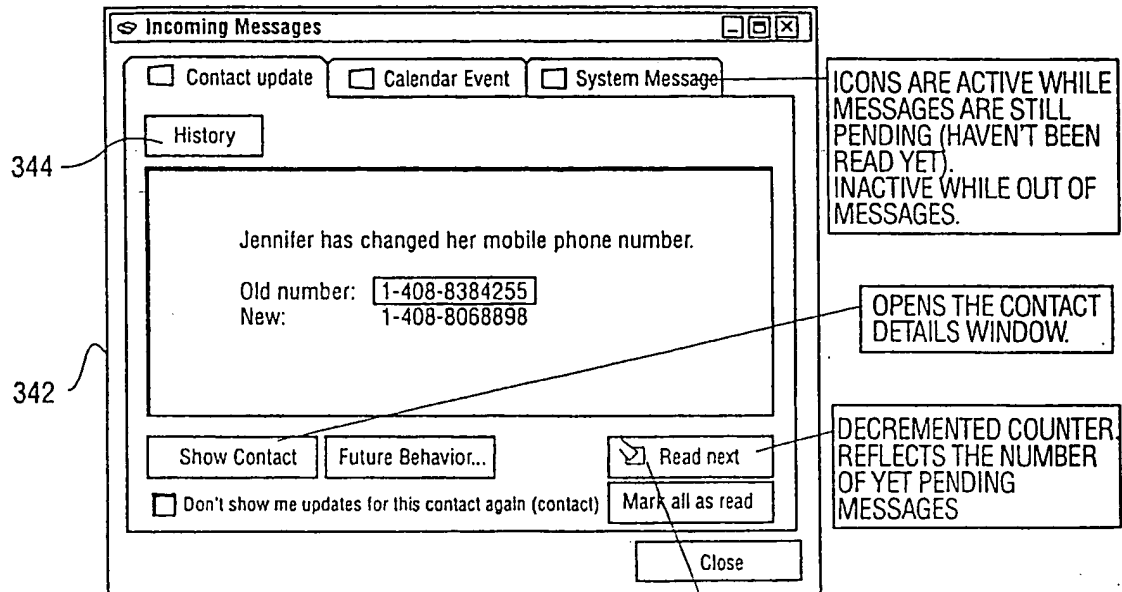 Incoming Messages
Contact update
Calendar Event
System Message
History
344
Jennifer has changed her mobile phone number.
Old number: 1-408-8384255
New: 1-408-8068898
342
Show Contact
Future Behavior...
Read next
Don't show me updates for this contact again (contact)
Mark all as read
Close
ICONS ARE ACTIVE WHILE
MESSAGES ARE STILL
PENDING (HAVEN'T BEEN
READ YET).
INACTIVE WHILE OUT OF
MESSAGES.
OPENS THE CONTACT
DETAILS WINDOW.
DECREMENTED COUNTER.
REFLECTS THE NUMBER
OF YET PENDING
MESSAGES